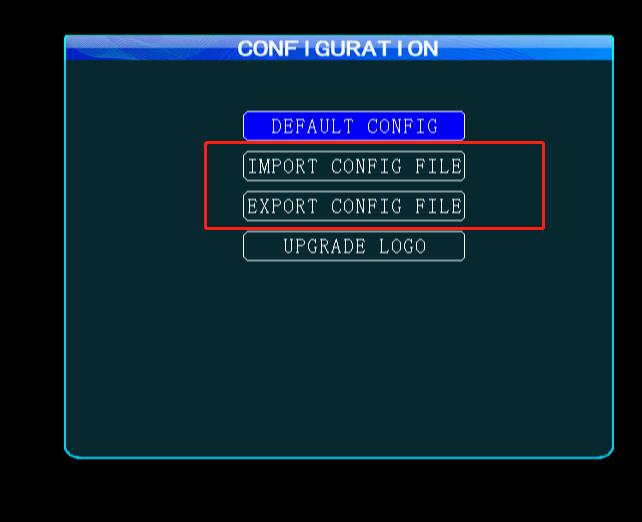 CONFIGURATION
DEFAULT CONFIG
IMPORT CONFIG FILE
EXPORT CONFIG FILE
UPGRADE LOGO